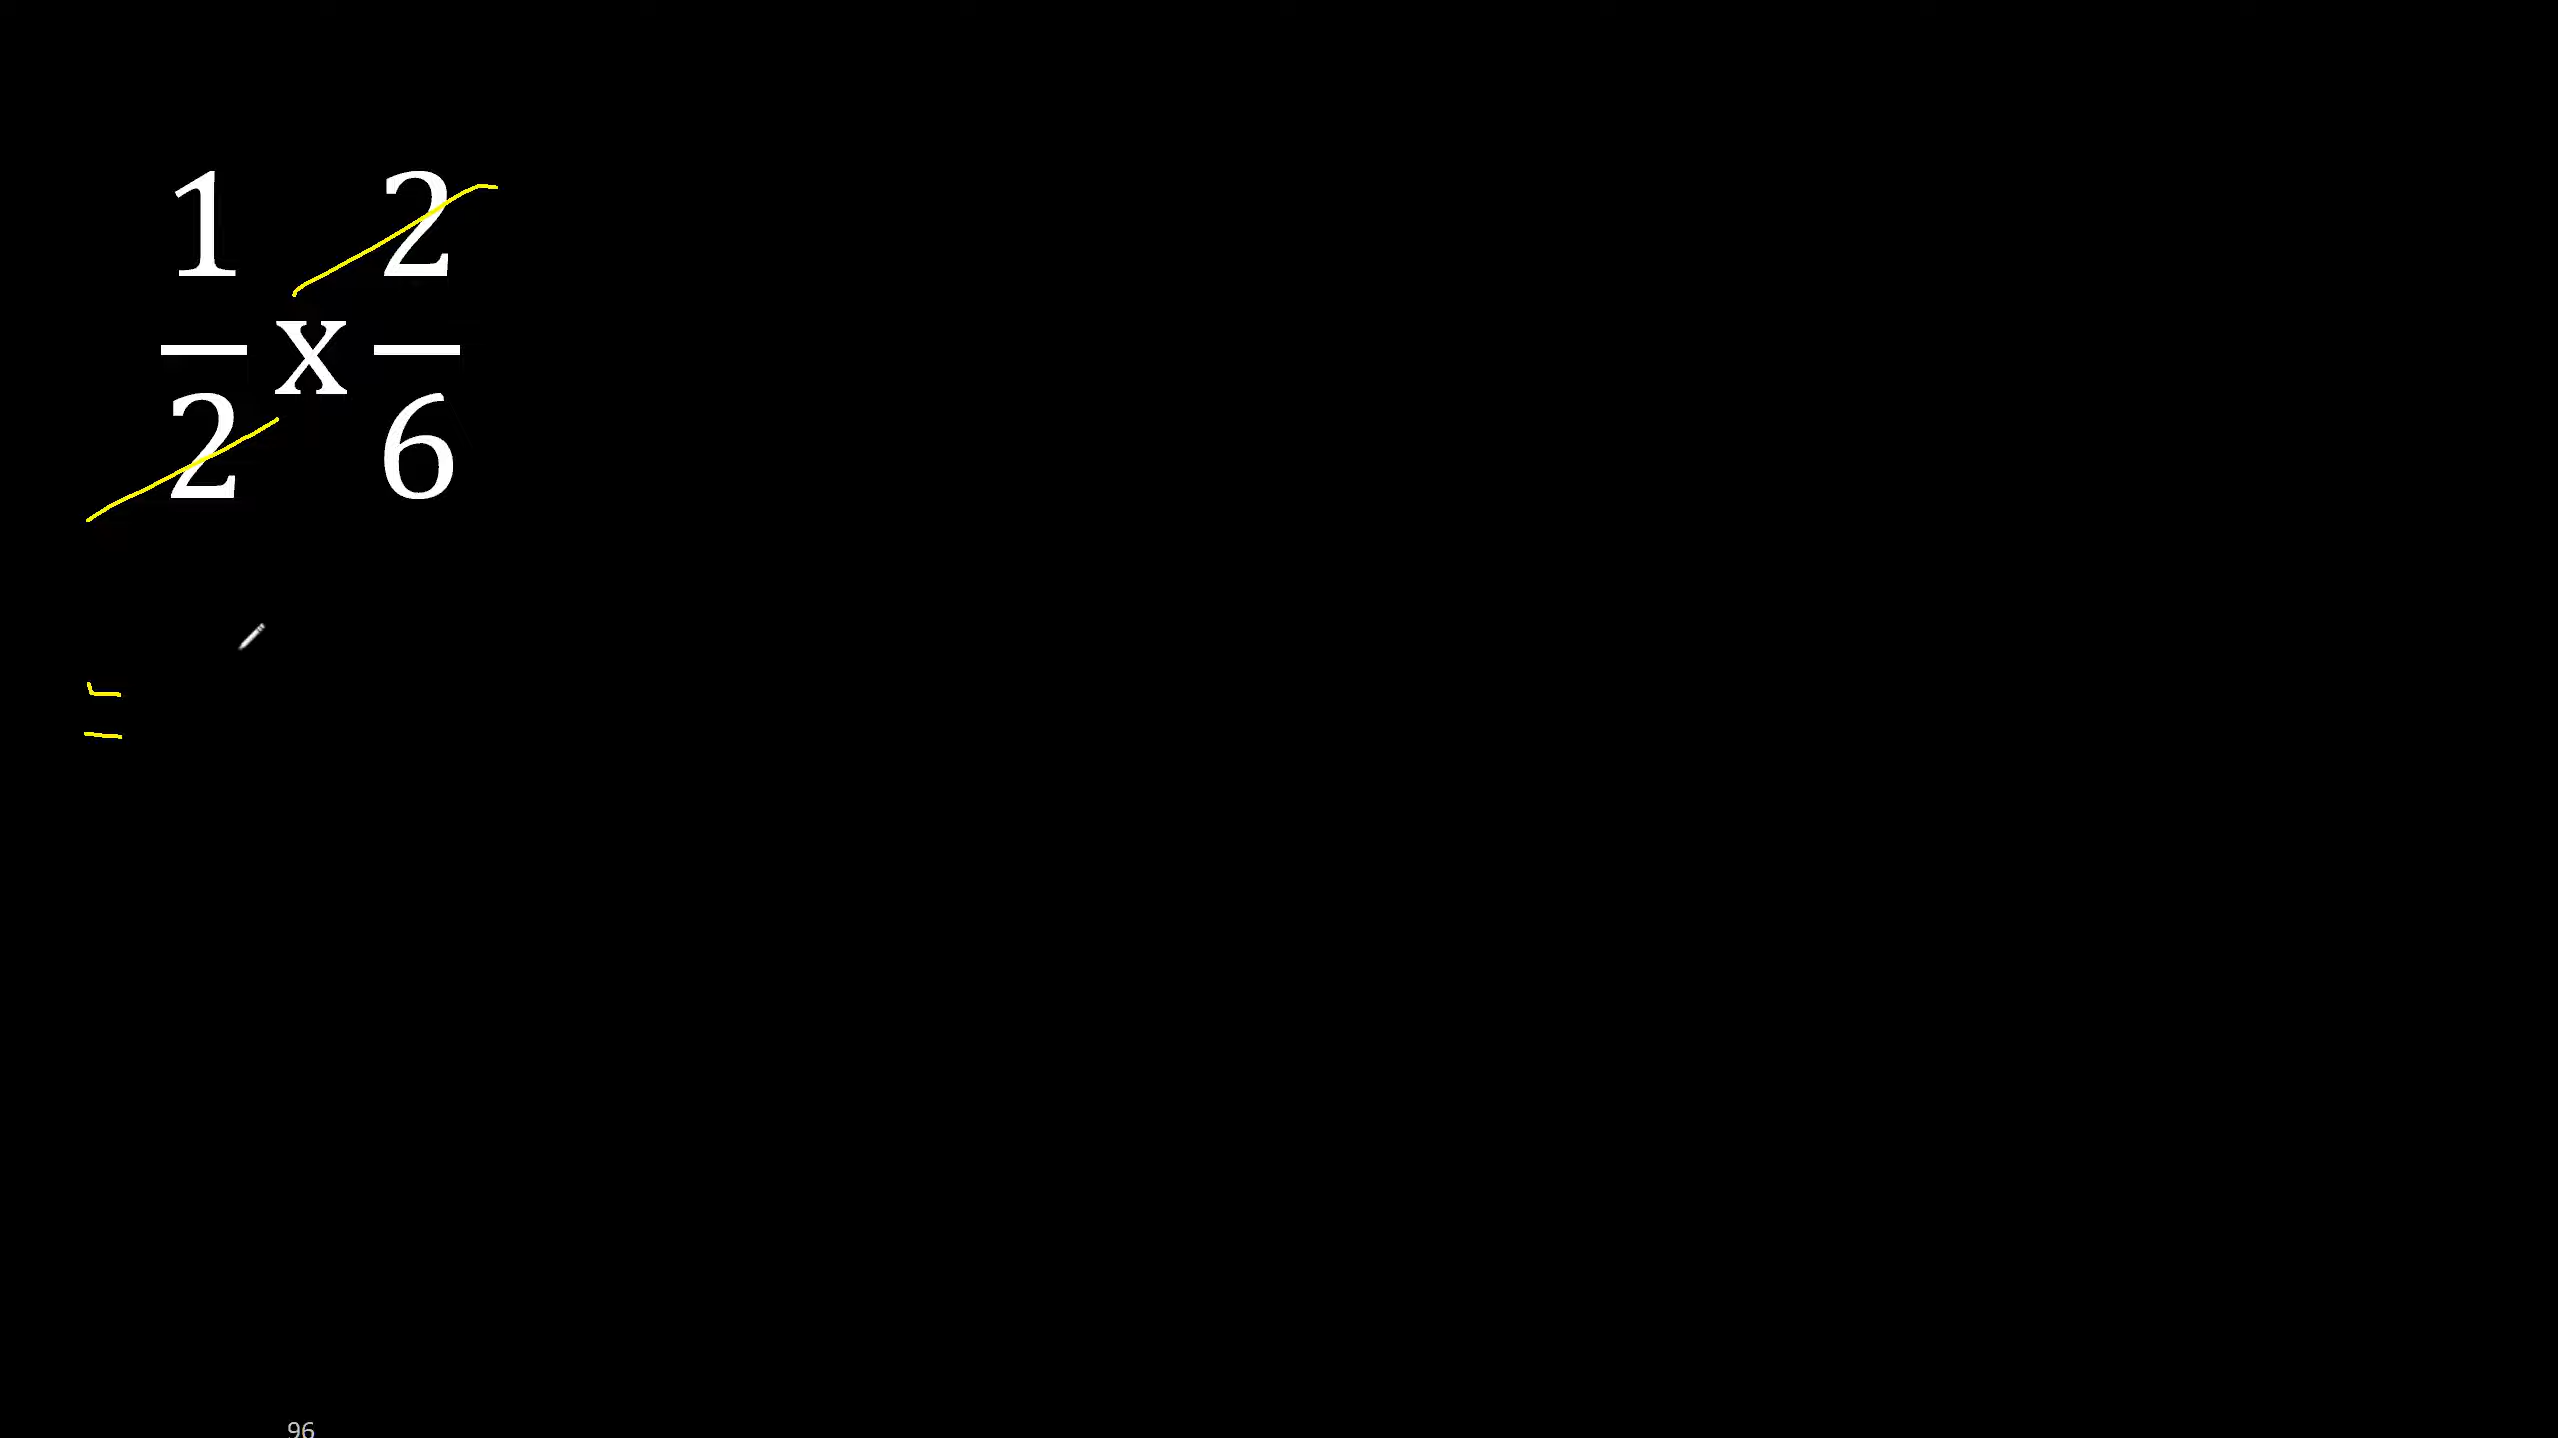 1 2
— x —
2 6
=
96